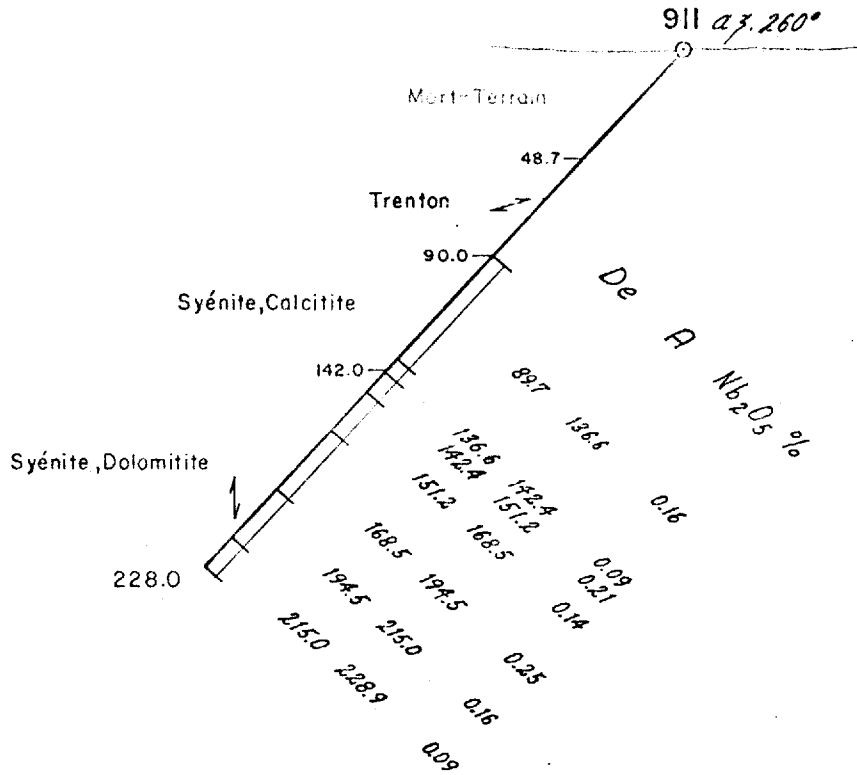 911 az. 260°
Mort-Terrain
48.7
Trenton
90.0
Syénite, Calcitite
142.0
Syénite, Dolomitite
228.0
De A Nb₂O₅ %
89.7 136.6 0.16
136.6 142.4 0.09
142.4 151.2 0.21
151.2 168.5 0.14
168.5 194.5 0.25
194.5 215.0 0.16
215.0 228.9 0.09